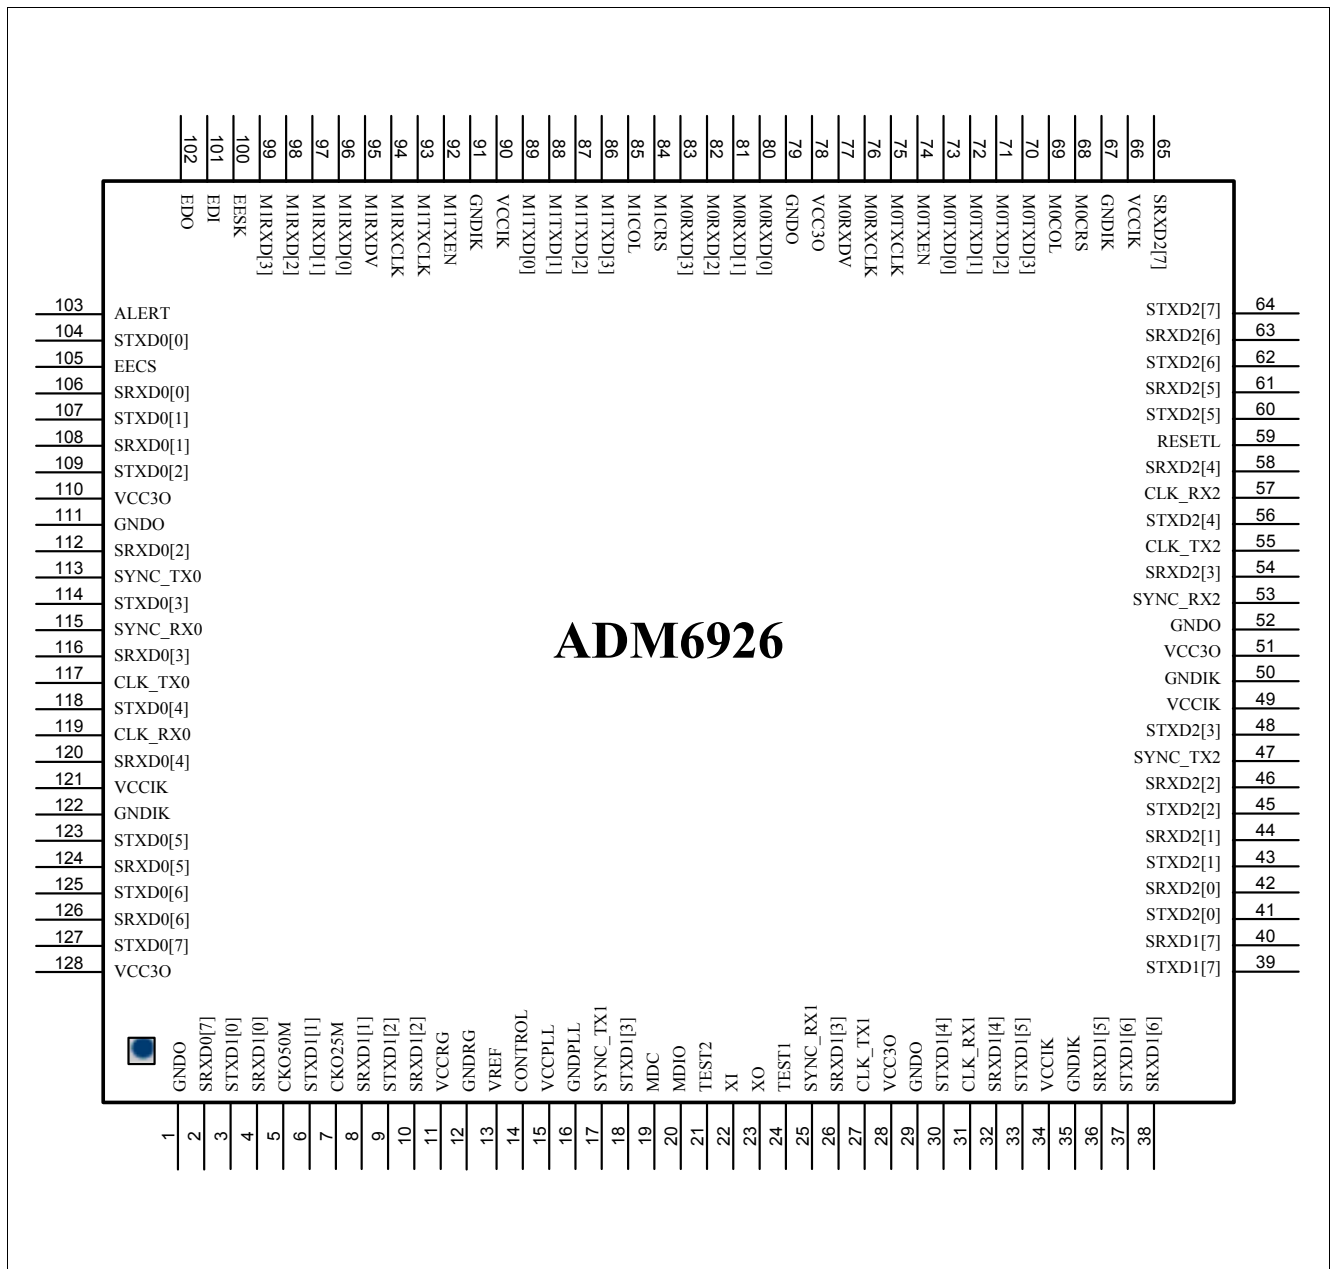 102
101
100
99
98
97
96
95
94
93
92
91
90
89
88
87
86
85
84
83
82
81
80
79
78
77
76
75
74
73
72
71
70
69
68
67
66
65
EDO
EDI
EESK
M1RXD[3]
M1RXD[2]
M1RXD[1]
M1RXD[0]
M1RXDV
M1RXCLK
M1TXCLK
M1TXEN
GNDIK
VCCIK
M1TXD[0]
M1TXD[1]
M1TXD[2]
M1TXD[3]
M1COL
M1CRS
M0RXD[3]
M0RXD[2]
M0RXD[1]
M0RXD[0]
GNDO
VCC3O
M0RXDV
M0RXCLK
M0TXCLK
M0TXEN
M0TXD[0]
M0TXD[1]
M0TXD[2]
M0TXD[3]
M0COL
M0CRS
GNDIK
VCCIK
SRXD2[7]
103 ALERT
104 STXD0[0]
105 EECS
106 SRXD0[0]
107 STXD0[1]
108 SRXD0[1]
109 STXD0[2]
110 VCC3O
111 GNDO
112 SRXD0[2]
113 SYNC_TX0
114 STXD0[3]
115 SYNC_RX0
116 SRXD0[3]
117 CLK_TX0
118 STXD0[4]
119 CLK_RX0
120 SRXD0[4]
121 VCCIK
122 GNDIK
123 STXD0[5]
124 SRXD0[5]
125 STXD0[6]
126 SRXD0[6]
127 STXD0[7]
128 VCC3O
ADM6926
STXD2[7] 64
SRXD2[6] 63
STXD2[6] 62
SRXD2[5] 61
STXD2[5] 60
RESETL 59
SRXD2[4] 58
CLK_RX2 57
STXD2[4] 56
CLK_TX2 55
SRXD2[3] 54
SYNC_RX2 53
GNDO 52
VCC3O 51
GNDIK 50
VCCIK 49
STXD2[3] 48
SYNC_TX2 47
SRXD2[2] 46
STXD2[2] 45
SRXD2[1] 44
STXD2[1] 43
SRXD2[0] 42
STXD2[0] 41
SRXD1[7] 40
STXD1[7] 39
GNDO
SRXD0[7]
STXD1[0]
SRXD1[0]
CKO50M
STXD1[1]
CKO25M
SRXD1[1]
STXD1[2]
SRXD1[2]
VCCRG
GNDRG
VREF
CONTROL
VCCPLL
GNDPLL
SYNC_TX1
STXD1[3]
MDC
MDIO
TEST2
XI
XO
TEST1
SYNC_RX1
SRXD1[3]
CLK_TX1
VCC3O
GNDO
STXD1[4]
CLK_RX1
SRXD1[4]
STXD1[5]
VCCIK
GNDIK
SRXD1[5]
STXD1[6]
SRXD1[6]
1
2
3
4
5
6
7
8
9
10
11
12
13
14
15
16
17
18
19
20
21
22
23
24
25
26
27
28
29
30
31
32
33
34
35
36
37
38